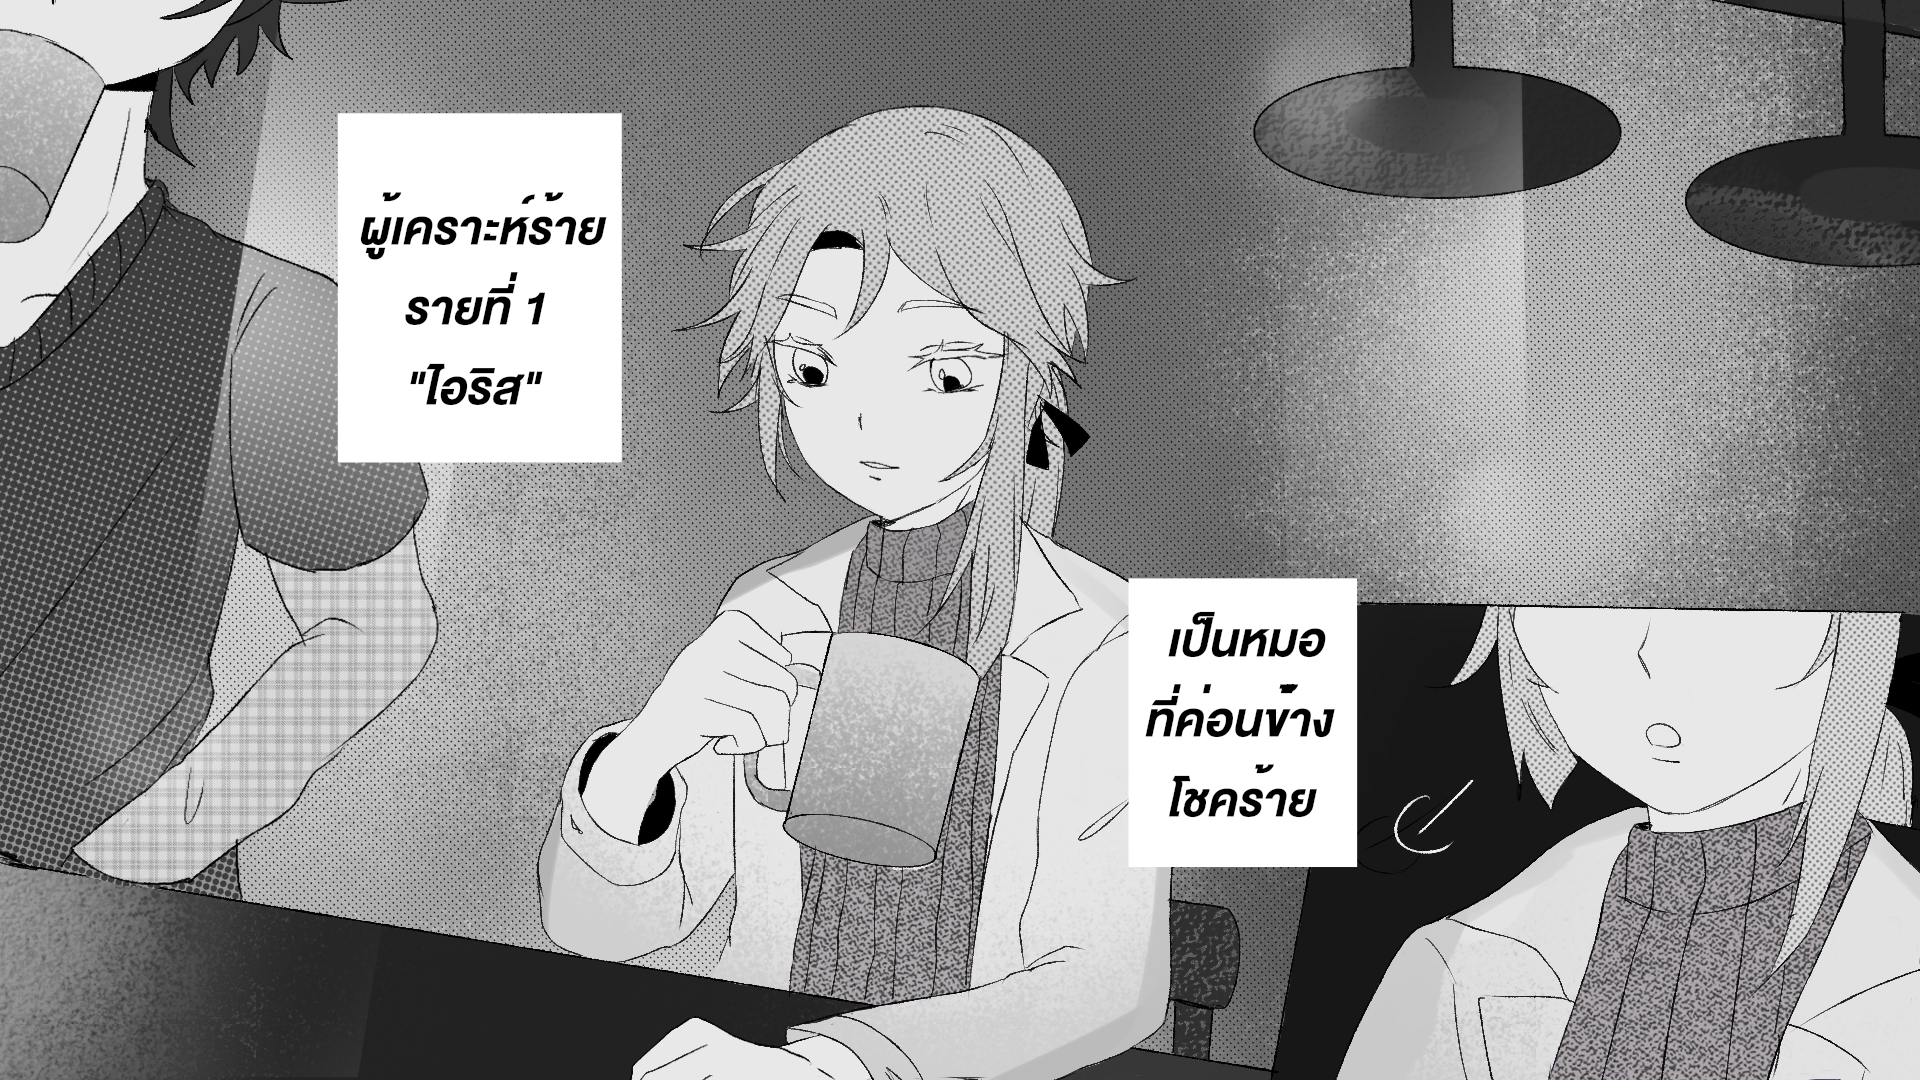 ผู้เคราะห์ร้าย
รายที่ 1
"ไอริส"
เป็นหมอ
ที่ค่อนข้าง
โชคร้าย